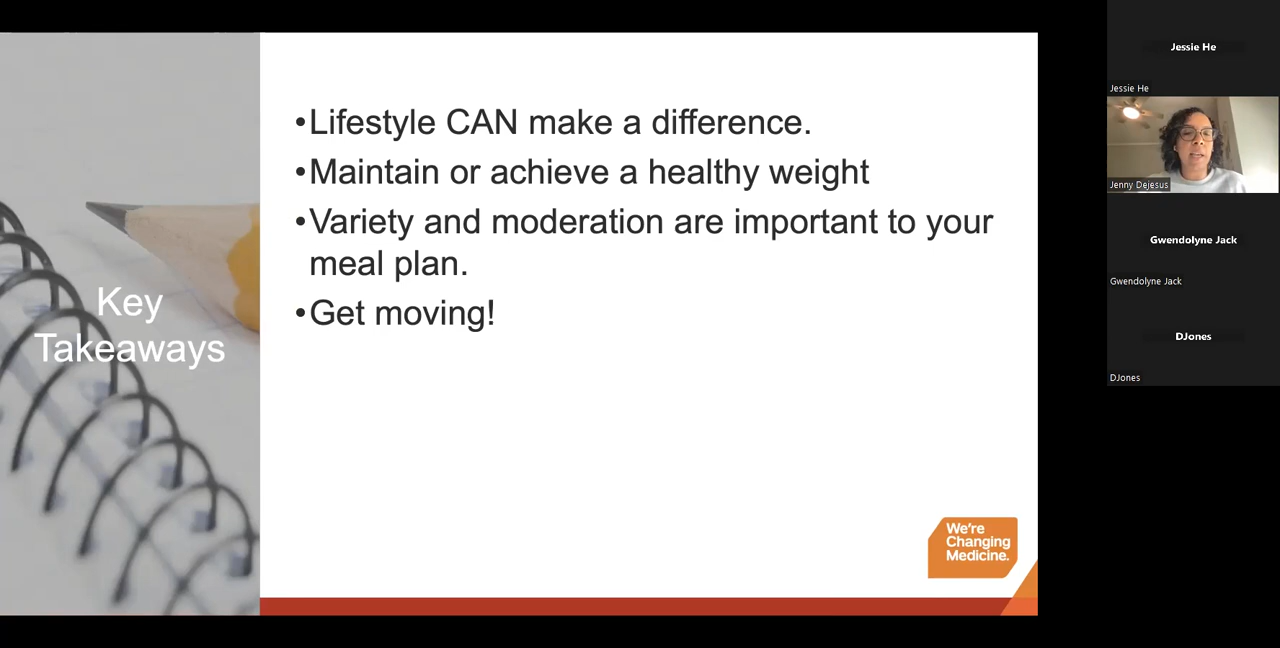 Key
Takeaways
•Lifestyle CAN make a difference.
•Maintain or achieve a healthy weight
•Variety and moderation are important to your
meal plan.
•Get moving!
We're
Changing
Medicine.
Jessie He
Jessie He
Jenny Dejesus
Gwendolyne Jack
Gwendolyne Jack
DJones
DJones